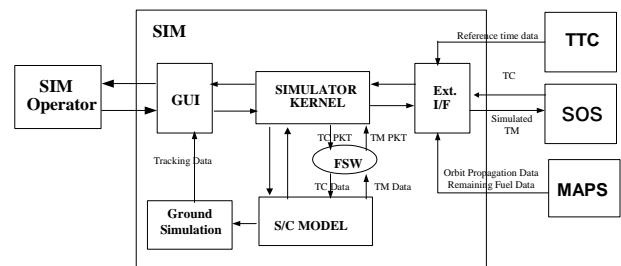 SIM
Reference time data
TTC
SIM
Operator
GUI
SIMULATOR
KERNEL
Ext.
I/F
TC
SOS
Simulated
TM
TC PKT
TM PKT
FSW
Tracking Data
TC Data
TM Data
Orbit Propagation Data
Remaining Fuel Data
MAPS
Ground
Simulation
S/C MODEL